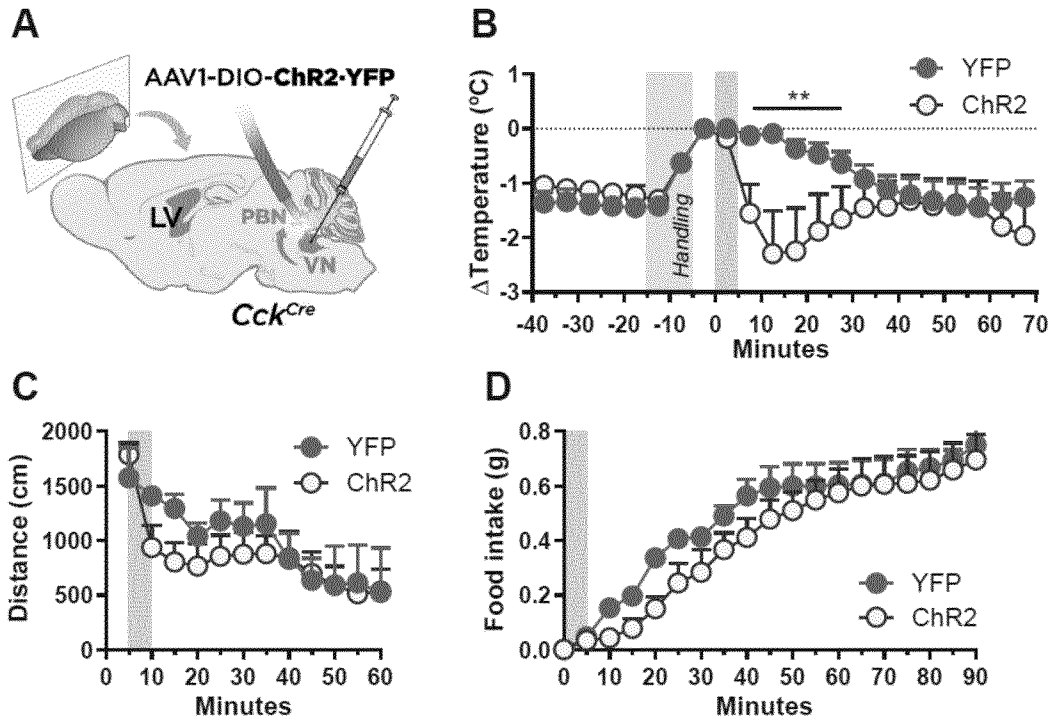 A
AAV1-DIO-ChR2·YFP
LV
PBN
VN
CckCre
B
YFP
ChR2
**
ΔTemperature (ºC)
1
0
-1
-2
-3
Handling
-40 -30 -20 -10 0 10 20 30 40 50 60 70
Minutes
C
YFP
ChR2
Distance (cm)
2000
1500
1000
500
0
0 10 20 30 40 50 60
Minutes
D
Food intake (g)
0.8
0.6
0.4
0.2
0.0
YFP
ChR2
0 10 20 30 40 50 60 70 80 90
Minutes